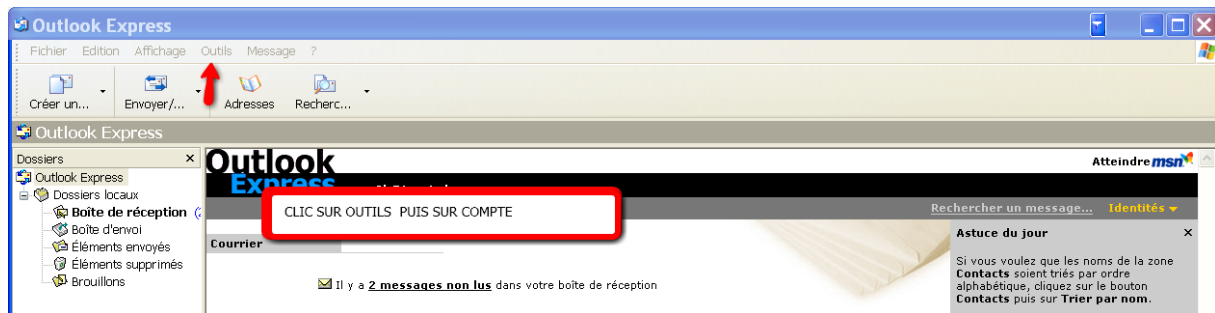 Outlook Express
Fichier Edition Affichage Outils Message ?
Créer un... Envoyer/... Adresses Recherc...
Outlook Express
Dossiers ×
Outlook Express
Dossiers locaux
Boîte de réception (
Boîte d'envoi
Éléments envoyés
Éléments supprimés
Brouillons
Outlook
Express
Atteindre msn
CLIC SUR OUTILS PUIS SUR COMPTE
Rechercher un message... Identités
Courrier
Il y a 2 messages non lus dans votre boîte de réception
Astuce du jour ×
Si vous voulez que les noms de la zone
Contacts soient triés par ordre
alphabétique, cliquez sur le bouton
Contacts puis sur Trier par nom.